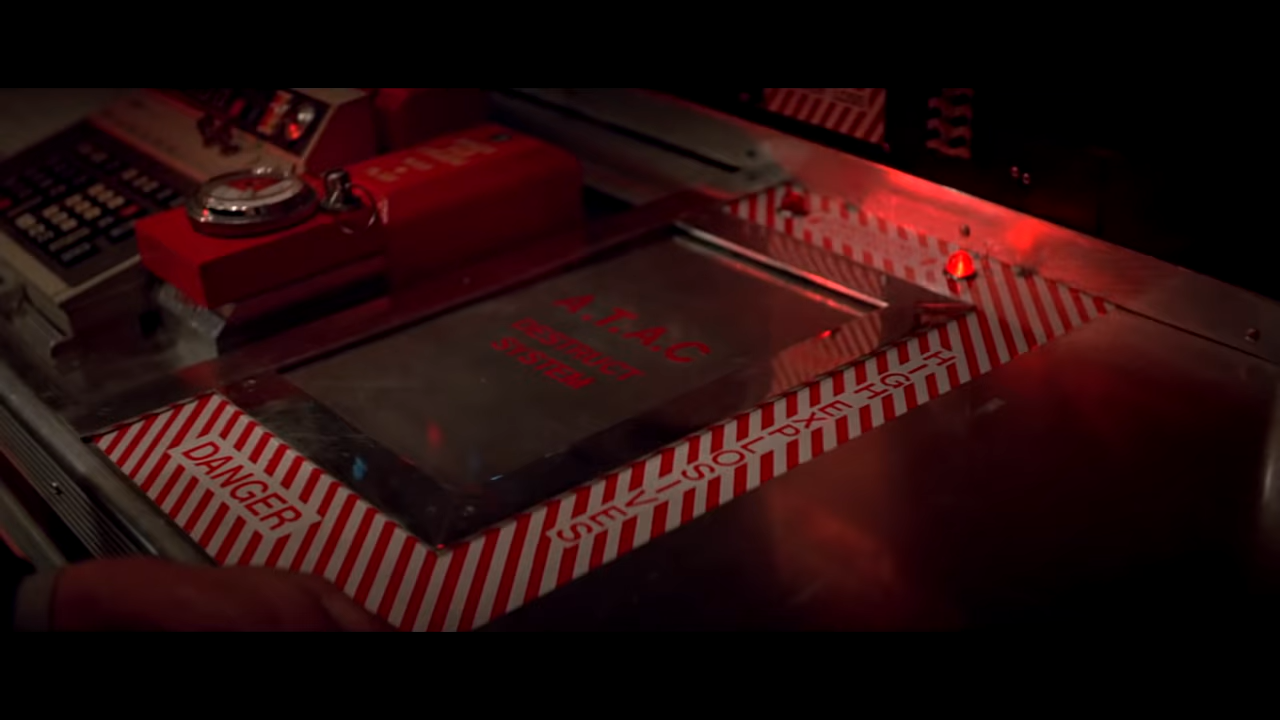 A.T.A.C
DESTRUCT
SYSTEM
DANGER
HIGH EXPLOSIVES